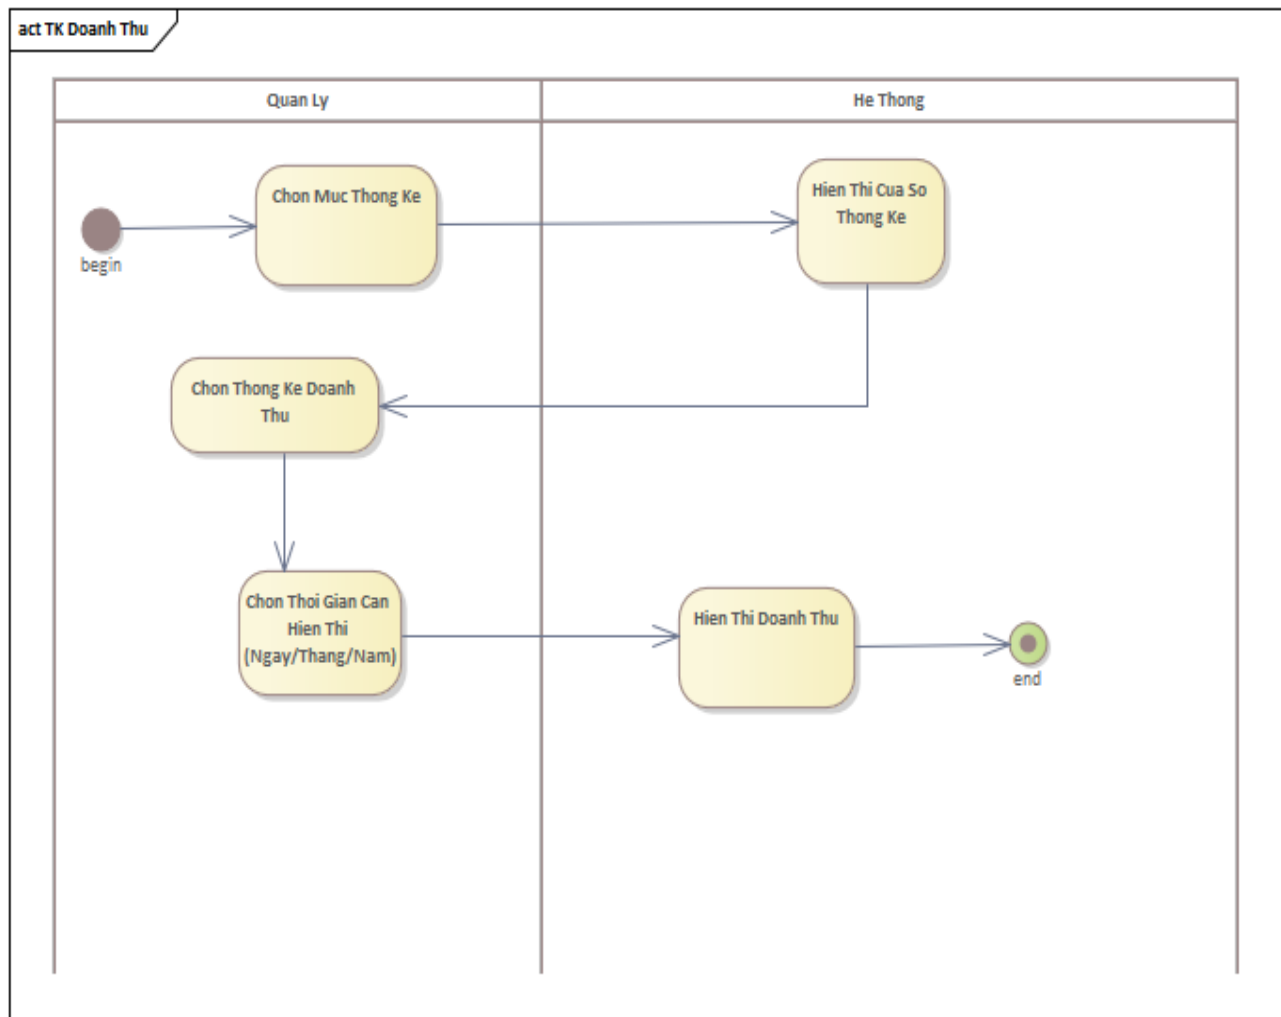 act TK Doanh Thu
Quan Ly
He Thong
Chon Muc Thong Ke
Hien Thi Cua So
Thong Ke
begin
Chon Thong Ke Doanh
Thu
Chon Thoi Gian Can
Hien Thi
(Ngay/Thang/Nam)
Hien Thi Doanh Thu
end